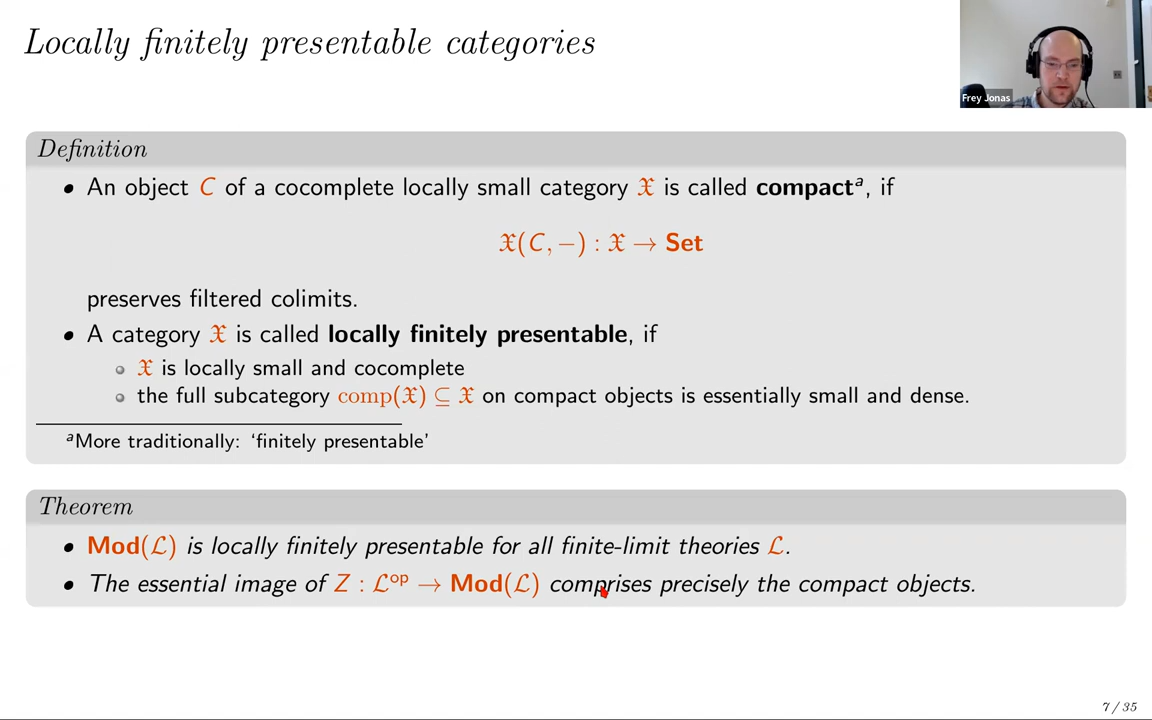 Locally finitely presentable categories
Frey Jonas
Definition
• An object C of a cocomplete locally small category 𝔛 is called compactᵃ, if
𝔛(C, −) : 𝔛 → Set
preserves filtered colimits.
• A category 𝔛 is called locally finitely presentable, if
𝔛 is locally small and cocomplete
the full subcategory comp(𝔛) ⊆ 𝔛 on compact objects is essentially small and dense.
ᵃMore traditionally: ‘finitely presentable’
Theorem
• Mod(ℒ) is locally finitely presentable for all finite-limit theories ℒ.
• The essential image of Z : ℒᵒᵖ → Mod(ℒ) comprises precisely the compact objects.
7 / 35